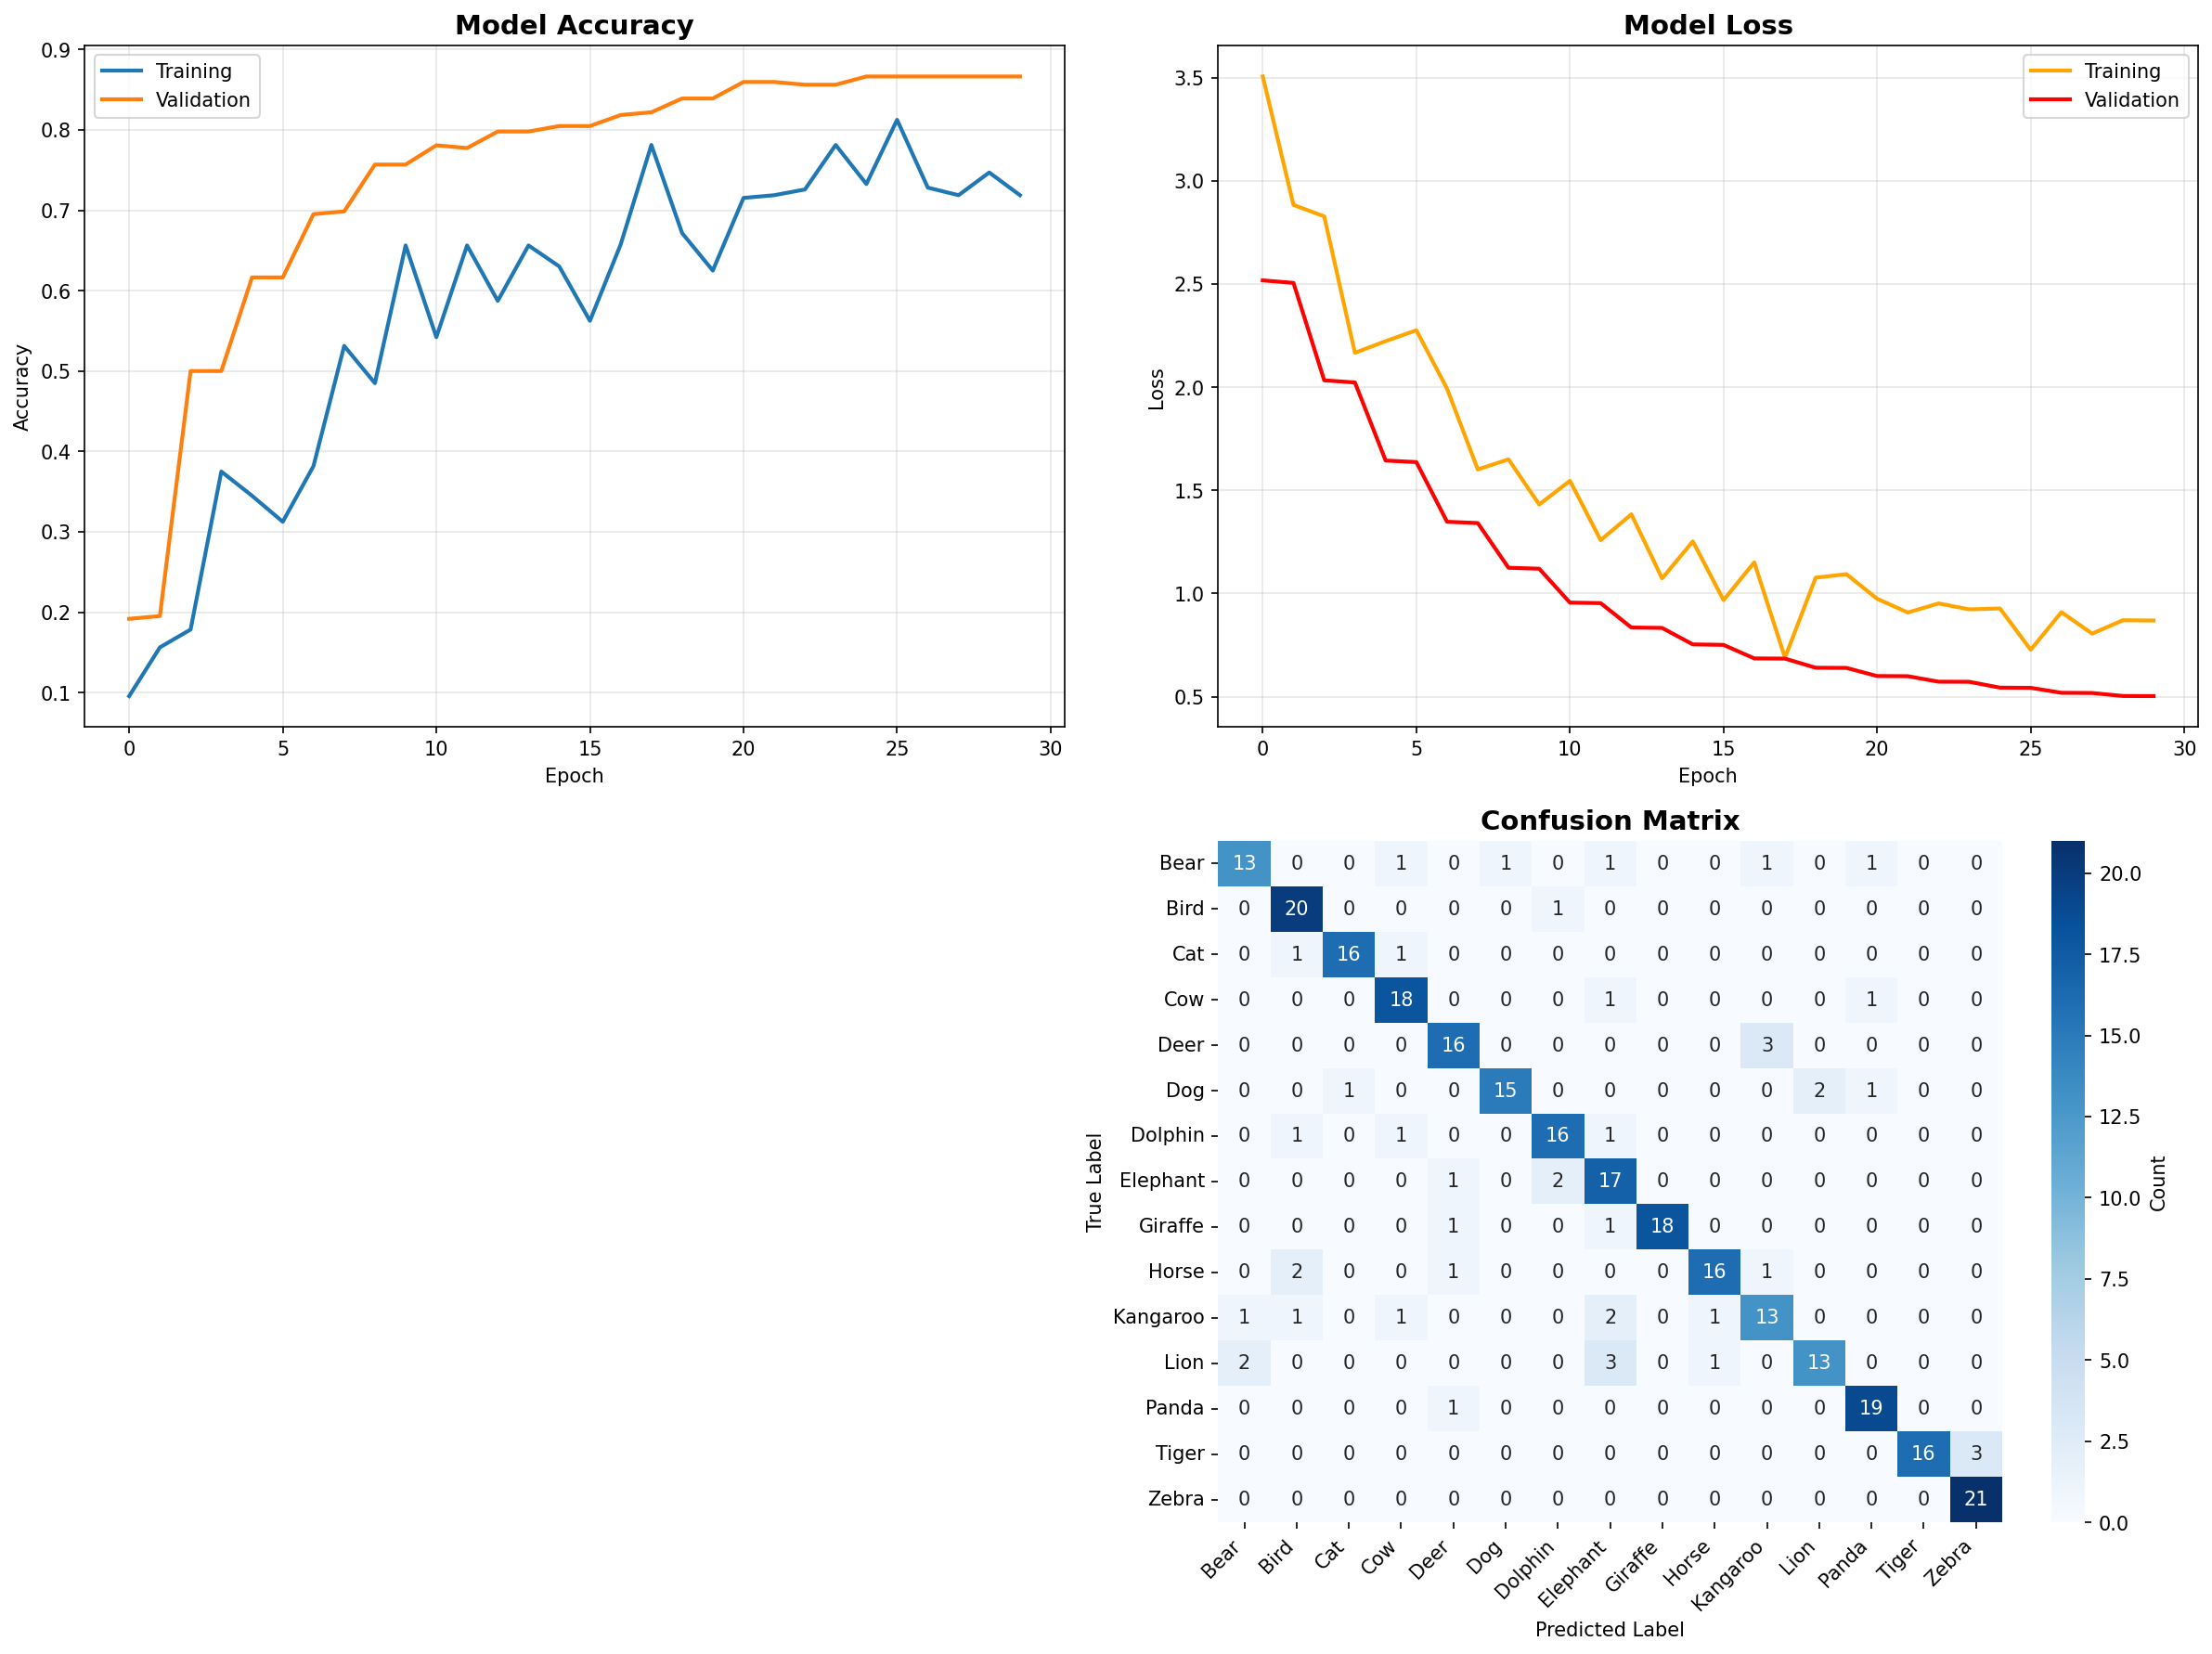 Model Accuracy
0.9
0.8
0.7
0.6
0.5
0.4
0.3
0.2
0.1
Accuracy
Training
Validation
0 5 10 15 20 25 30
Epoch
Model Loss
3.5
3.0
2.5
2.0
1.5
1.0
0.5
Loss
Training
Validation
0 5 10 15 20 25 30
Epoch
Confusion Matrix
True Label
Bear 13 0 0 1 0 1 0 1 0 0 1 0 1 0 0
Bird 0 20 0 0 0 0 1 0 0 0 0 0 0 0 0
Cat 0 1 16 1 0 0 0 0 0 0 0 0 0 0 0
Cow 0 0 0 18 0 0 0 1 0 0 0 0 1 0 0
Deer 0 0 0 0 16 0 0 0 0 0 3 0 0 0 0
Dog 0 0 1 0 0 15 0 0 0 0 0 2 1 0 0
Dolphin 0 1 0 1 0 0 16 1 0 0 0 0 0 0 0
Elephant 0 0 0 0 1 0 2 17 0 0 0 0 0 0 0
Giraffe 0 0 0 0 1 0 0 1 18 0 0 0 0 0 0
Horse 0 2 0 0 1 0 0 0 0 16 1 0 0 0 0
Kangaroo 1 1 0 1 0 0 0 2 0 1 13 0 0 0 0
Lion 2 0 0 0 0 0 0 3 0 1 0 13 0 0 0
Panda 0 0 0 0 1 0 0 0 0 0 0 0 19 0 0
Tiger 0 0 0 0 0 0 0 0 0 0 0 0 0 16 3
Zebra 0 0 0 0 0 0 0 0 0 0 0 0 0 0 21
Bear Bird Cat Cow Deer Dog Dolphin Elephant Giraffe Horse Kangaroo Lion Panda Tiger Zebra
Predicted Label
20.0
17.5
15.0
12.5
10.0
7.5
5.0
2.5
0.0
Count